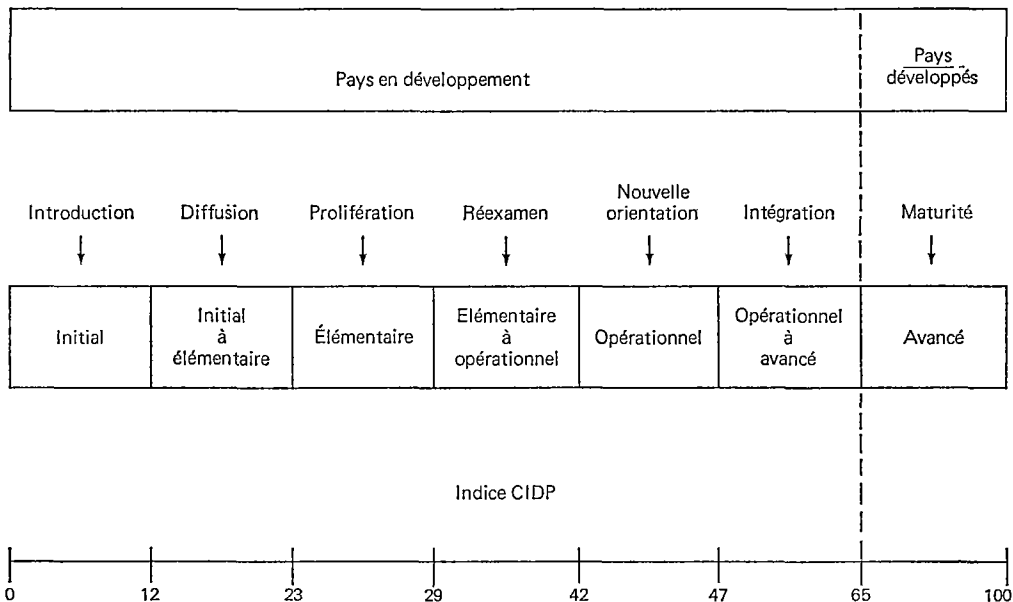 Pays en développement
Pays
développés
Introduction
Diffusion
Prolifération
Réexamen
Nouvelle
orientation
Intégration
Maturité
Initial
Initial
à
élémentaire
Élémentaire
Elémentaire
à
opérationnel
Opérationnel
Opérationnel
à
avancé
Avancé
Indice CIDP
0 12 23 29 42 47 65 100